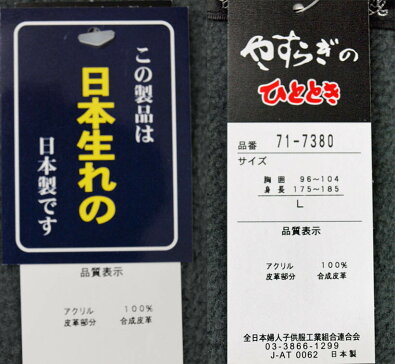 この製品は
日本生れの
日本製です
品質表示
アクリル 100%
皮革部分 合成皮革
やすらぎの
ひととき
品番 71-7380
サイズ
胸囲 96～104
身長 175～185
L
品質表示
アクリル 100%
皮革部分 合成皮革
全日本婦人子供服工業組合連合会
03-3866-1299
J-AT 0062 日本製